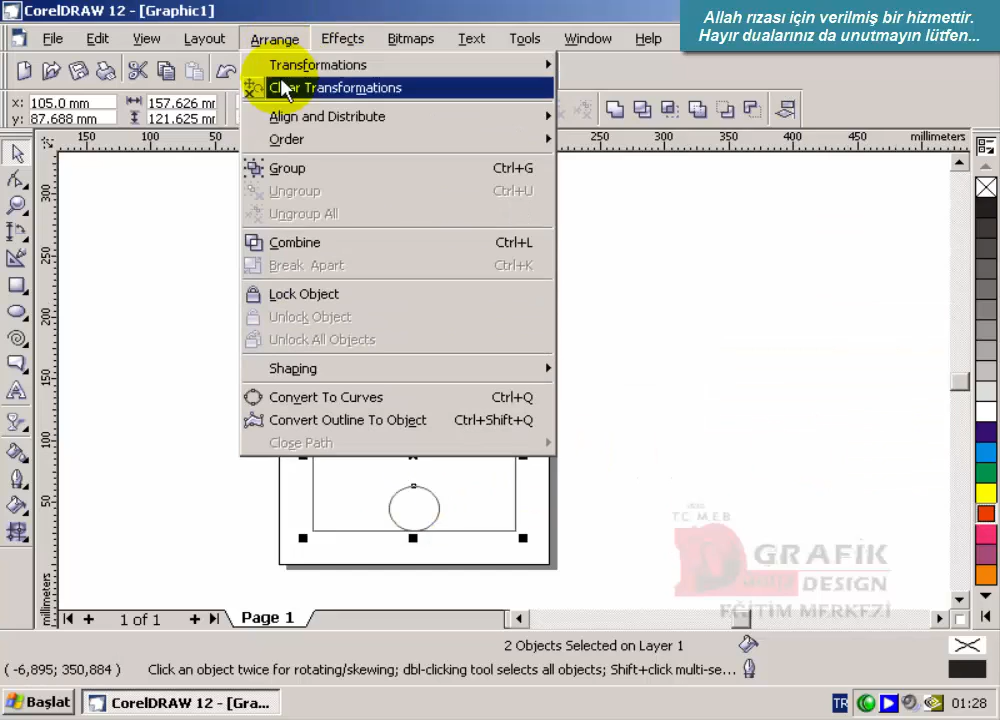 CorelDRAW 12 - [Graphic1]
Allah rızası için verilmiş bir hizmettir.
Hayır dualarınız da unutmayın lütfen...
File Edit View Layout Arrange Effects Bitmaps Text Tools Window Help
Transformations
Clear Transformations
x: 105.0 mm 157.626 mm
y: 87.688 mm 121.625 mm
Align and Distribute
150 100 50 250 300 350 400 450 millimeters
Order
Group Ctrl+G
Ungroup Ctrl+U
300
Ungroup All
Combine Ctrl+L
250
Break Apart Ctrl+K
Lock Object
Unlock Object
200
Unlock All Objects
Shaping
150
Convert To Curves Ctrl+Q
Convert Outline To Object Ctrl+Shift+Q
Close Path
100
50
T.C. M.E.B
GRAFİK
DESIGN
EĞİTİM MERKEZİ
millimeters
1 of 1 Page 1
2 Objects Selected on Layer 1
( -6,895; 350,884 ) Click an object twice for rotating/skewing; dbl-clicking tool selects all objects; Shift+click multi-se...
Başlat CorelDRAW 12 - [Gra... TR 01:28